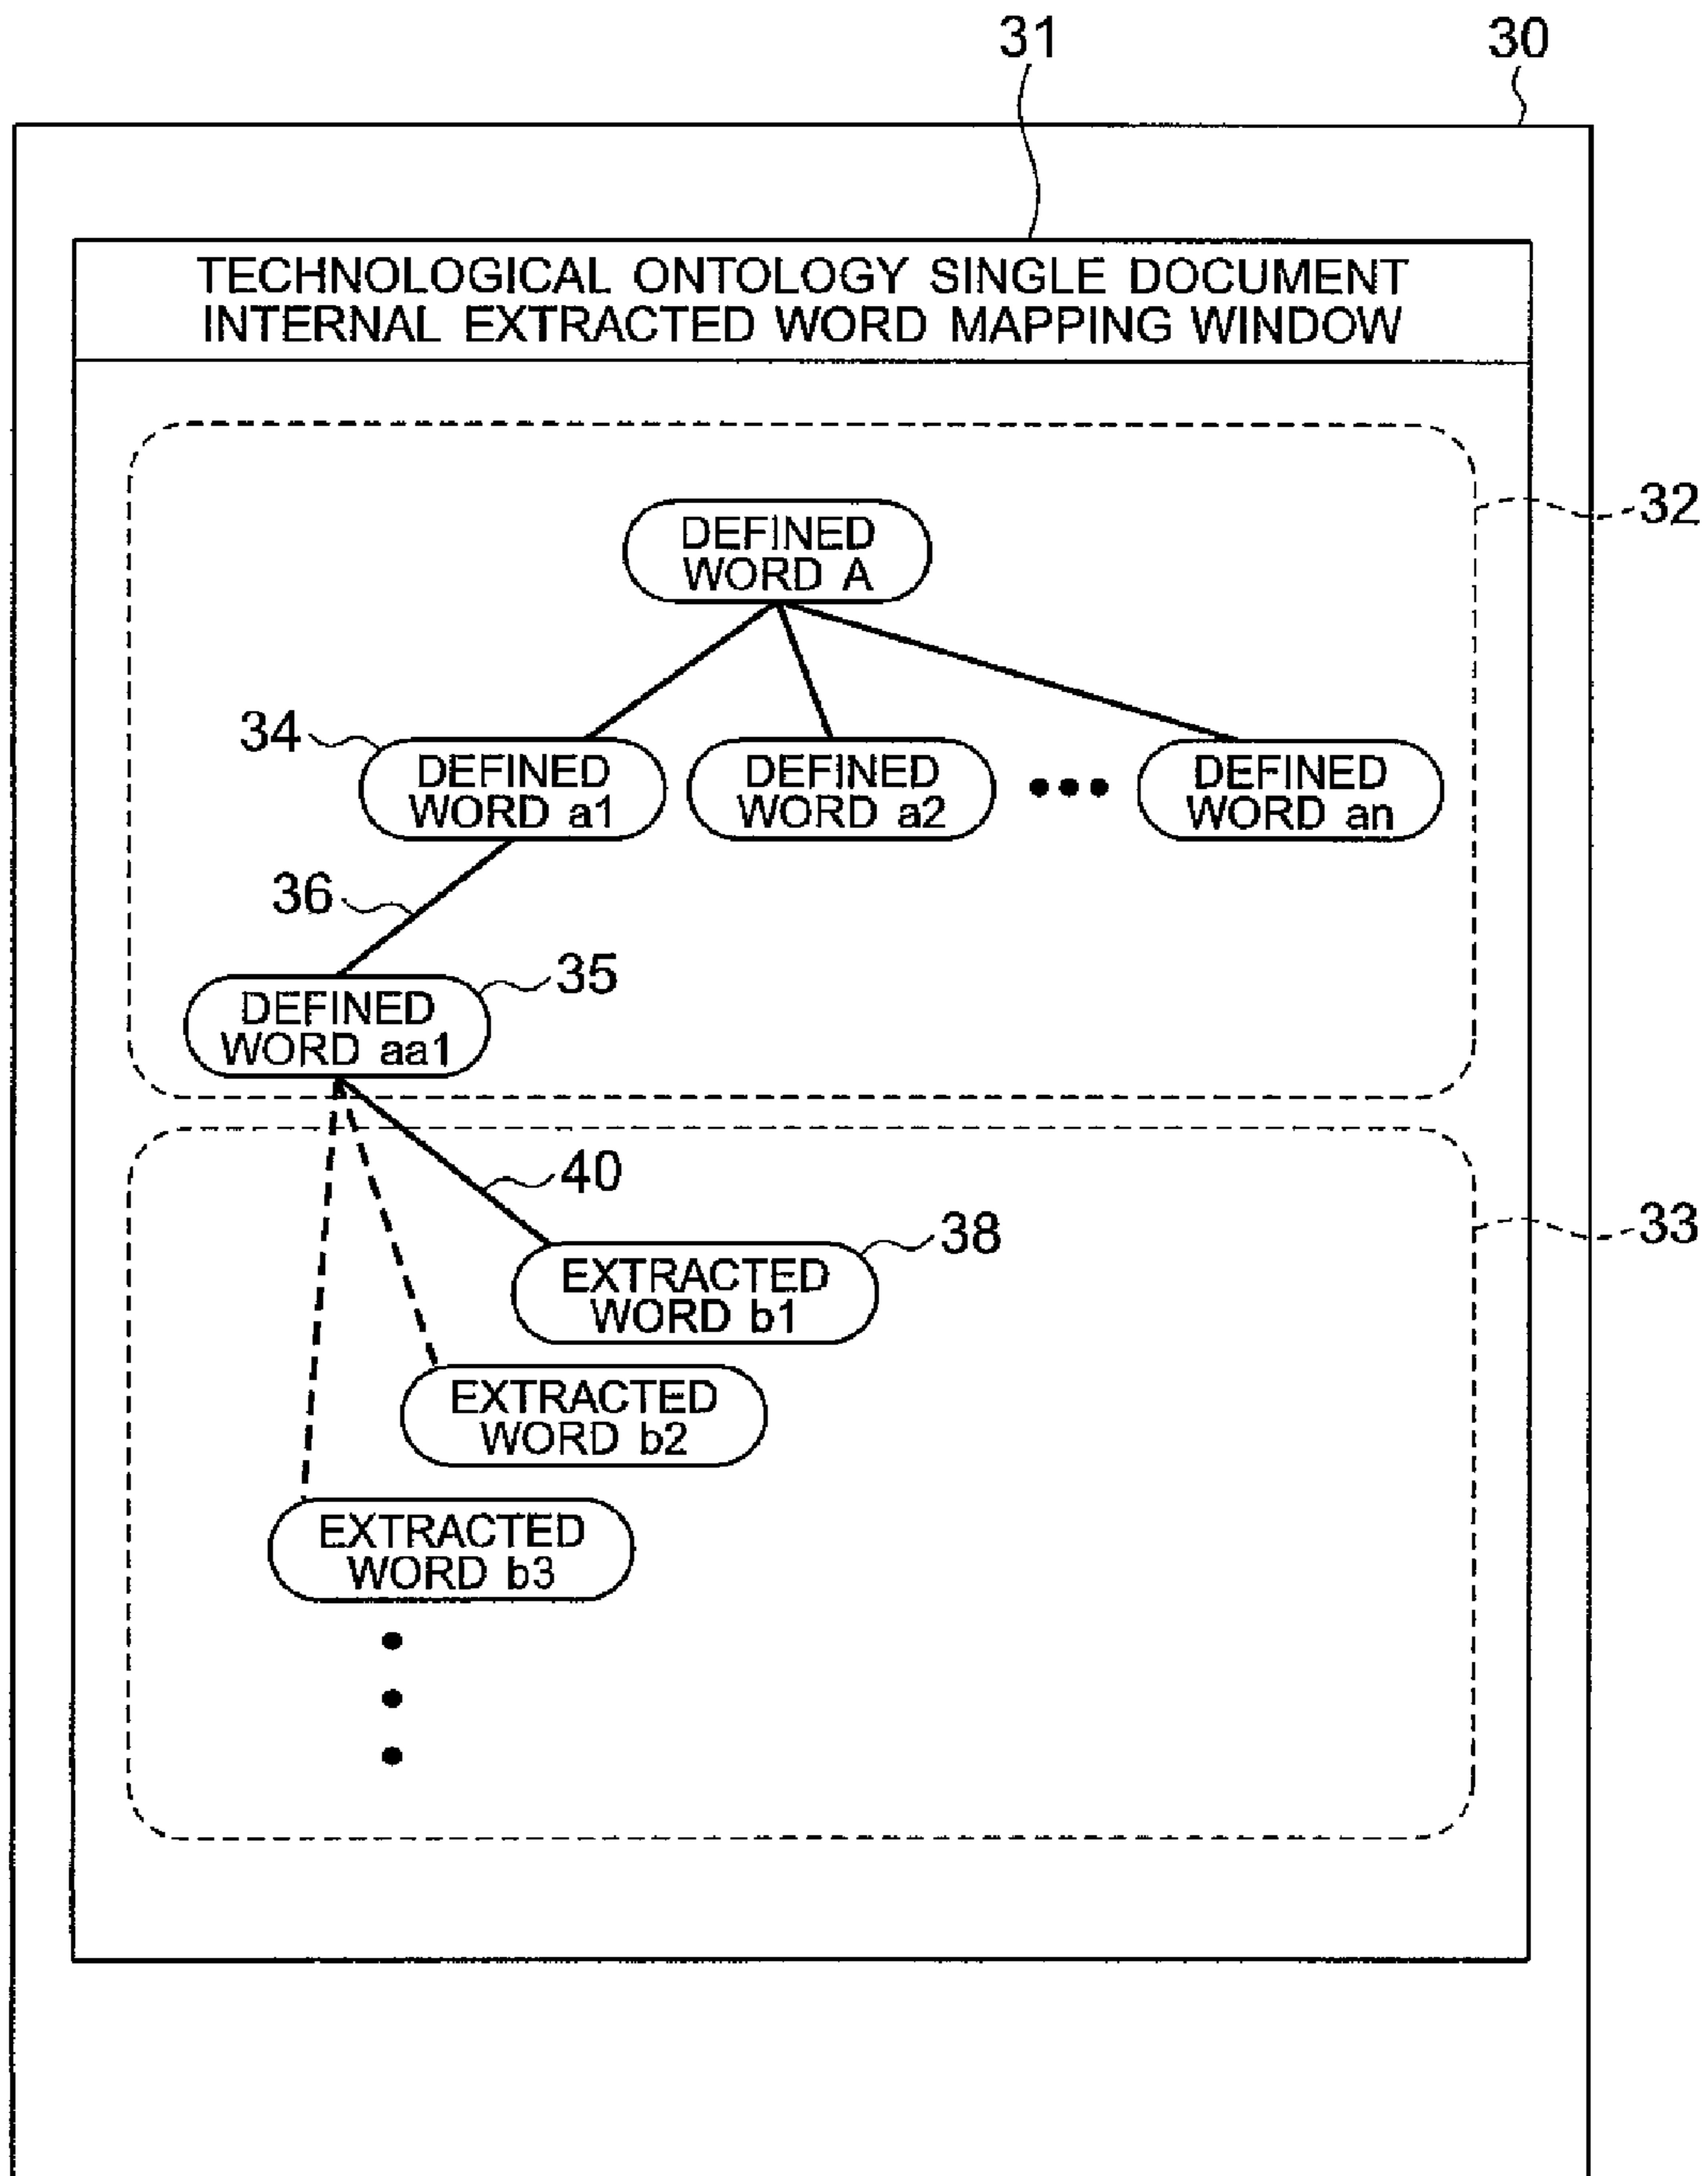 31
30
TECHNOLOGICAL ONTOLOGY SINGLE DOCUMENT
INTERNAL EXTRACTED WORD MAPPING WINDOW
32
DEFINED
WORD A
34
DEFINED
WORD a1
DEFINED
WORD a2
DEFINED
WORD an
36
35
DEFINED
WORD aa1
40
38
33
EXTRACTED
WORD b1
EXTRACTED
WORD b2
EXTRACTED
WORD b3